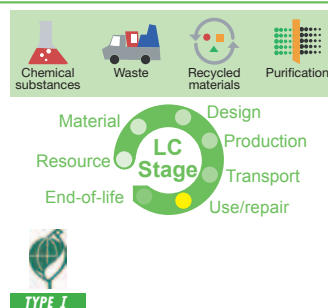 Chemical
substances
Waste
Recycled
materials
Purification
Design
Material
Production
LC
Stage
Resource
Transport
End-of-life
Use/repair
TYPE I